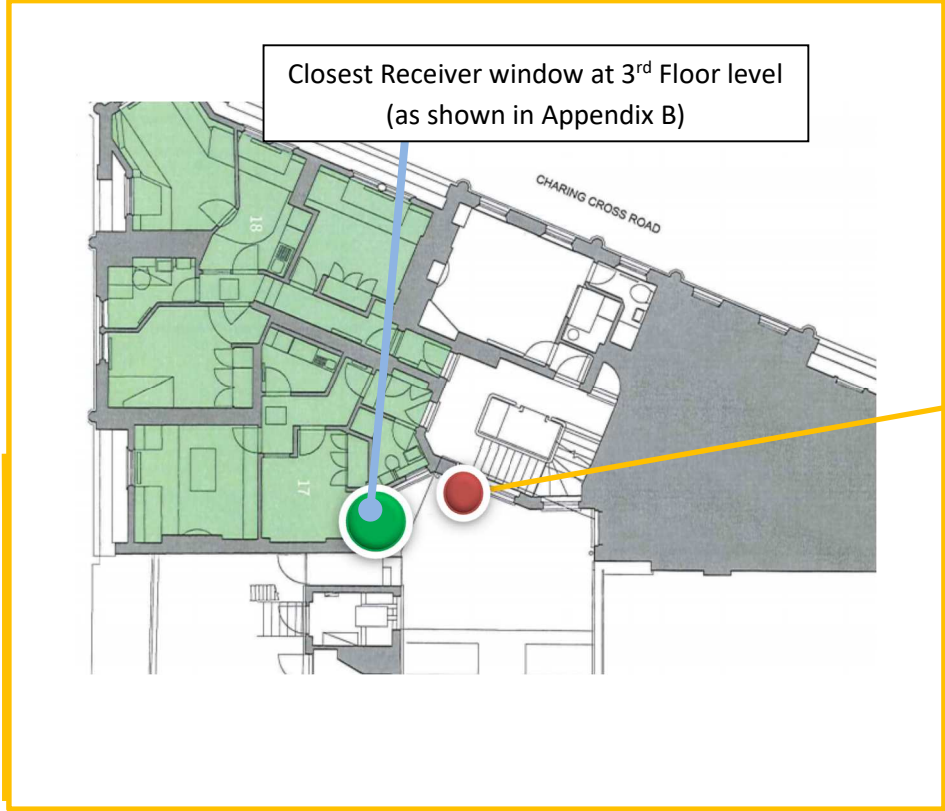 Closest Receiver window at 3rd Floor level
(as shown in Appendix B)
CHARING CROSS ROAD
18
17